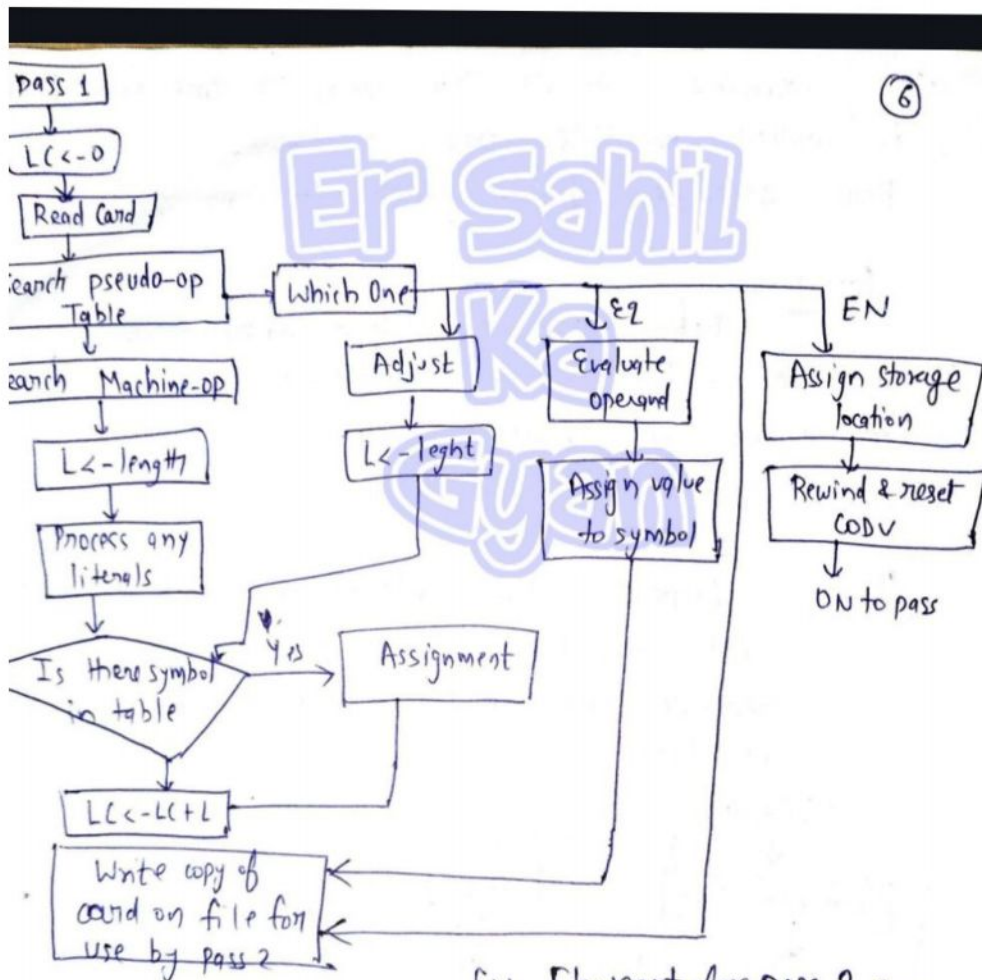 6
pass 1
LC<-0
Read Card
earch pseudo-op
Table
Which One
earch Machine-op
L<-length
Process any
literals
Is there symbol
in table
Yes
Assignment
LC<-LC+L
Write copy of
card on file for
use by pass 2
Adjust
L<-leght
Eq
Evaluate
operand
Assign value
to symbol
EN
Assign Storage
location
Rewind & reset
ON to pass
Er Sahil
Ka
Gyan